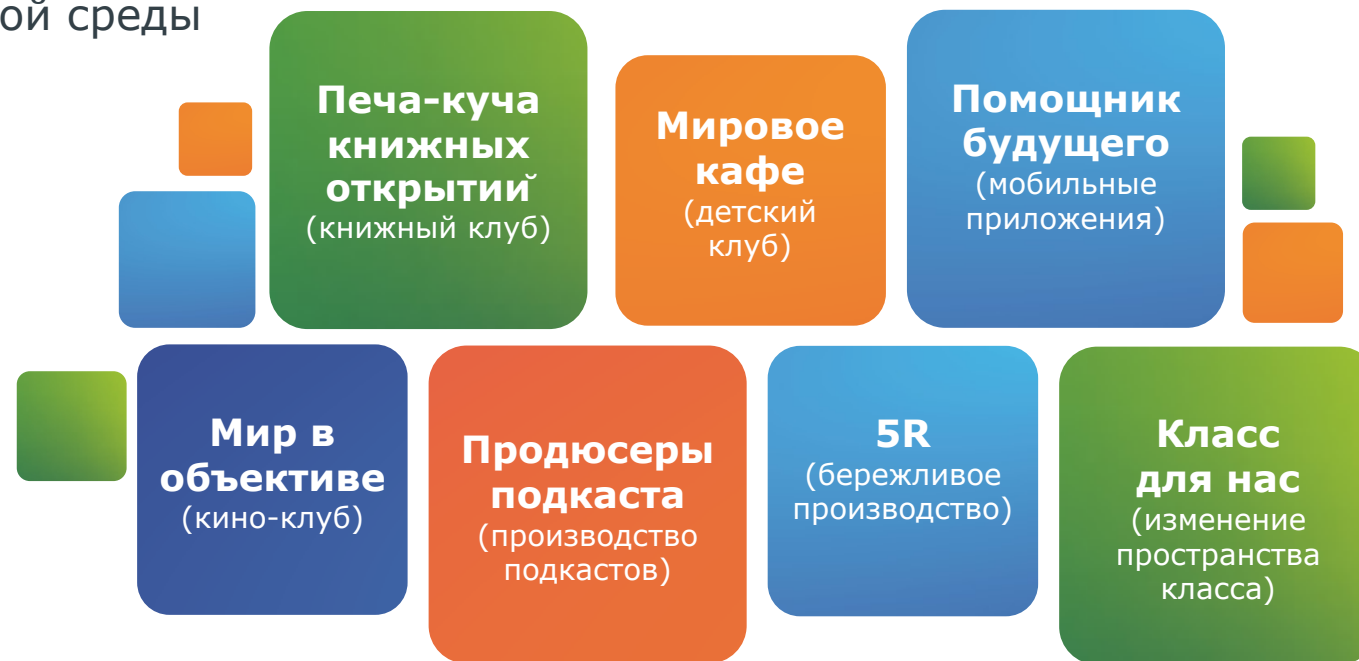 ой среды
Печа-куча
книжных
открытий
(книжный клуб)
Мировое
кафе
(детский
клуб)
Помощник
будущего
(мобильные
приложения)
Мир в
объективе
(кино-клуб)
Продюсеры
подкаста
(производство
подкастов)
5R
(бережливое
производство)
Класс
для нас
(изменение
пространства
класса)